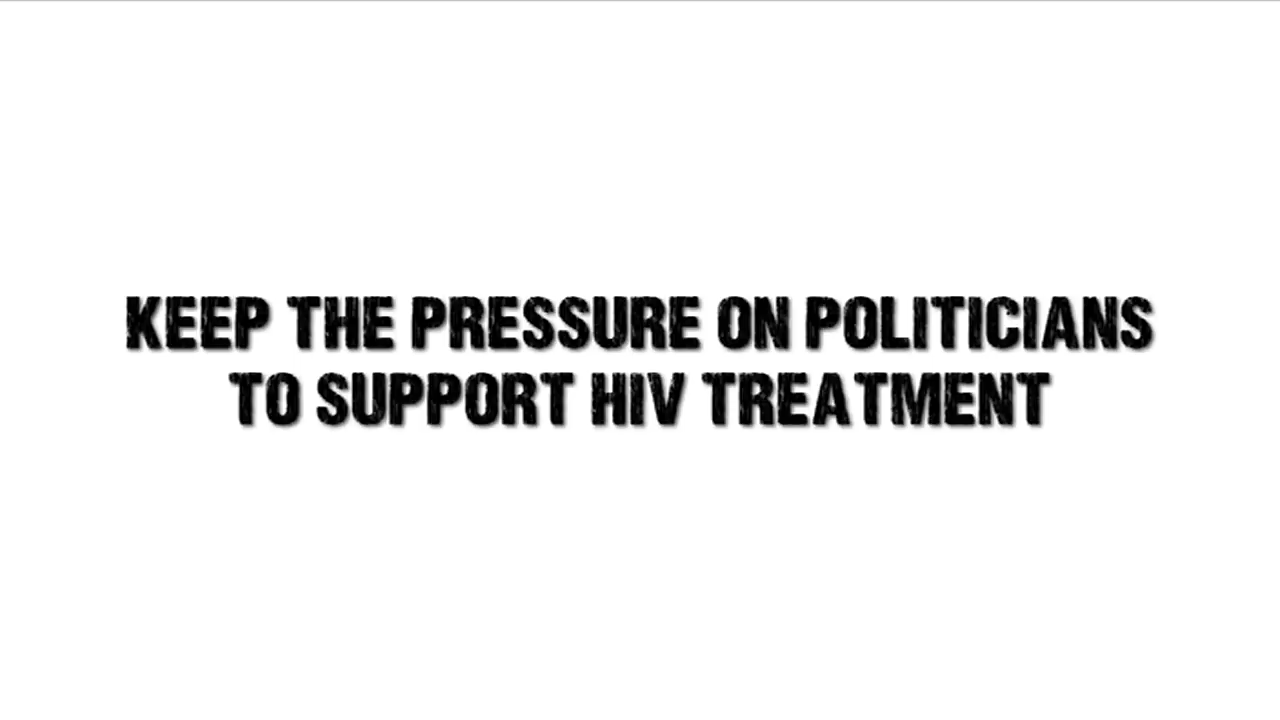 KEEP THE PRESSURE ON POLITICIANS
TO SUPPORT HIV TREATMENT